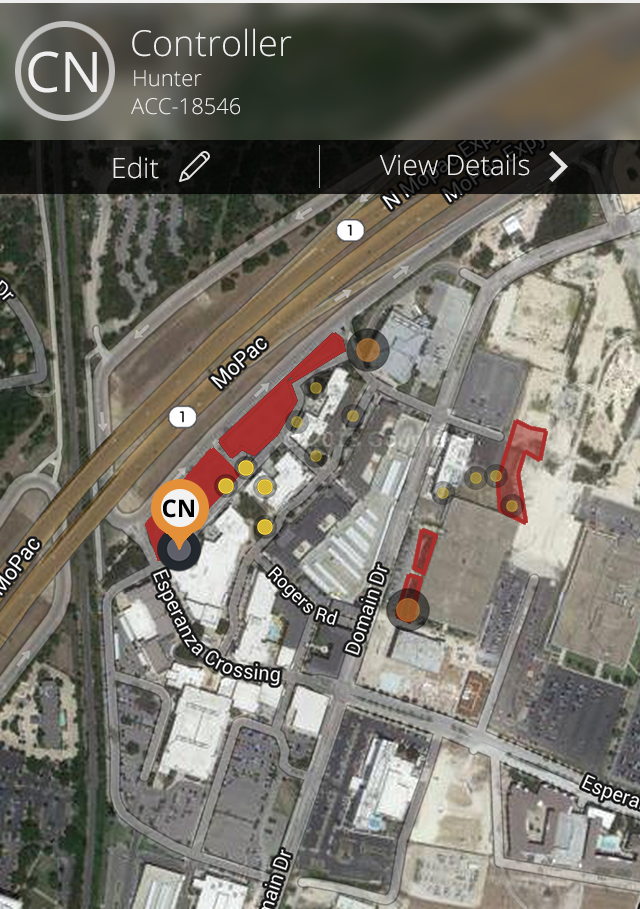 CN
Controller
Hunter
ACC-18546
Edit
View Details
N Mopac Expy
MoPac Expy
1
Dr
MoPac
1
CN
MoPac
Rogers Rd
Domain Dr
Esperanza Crossing
Espera
main Dr